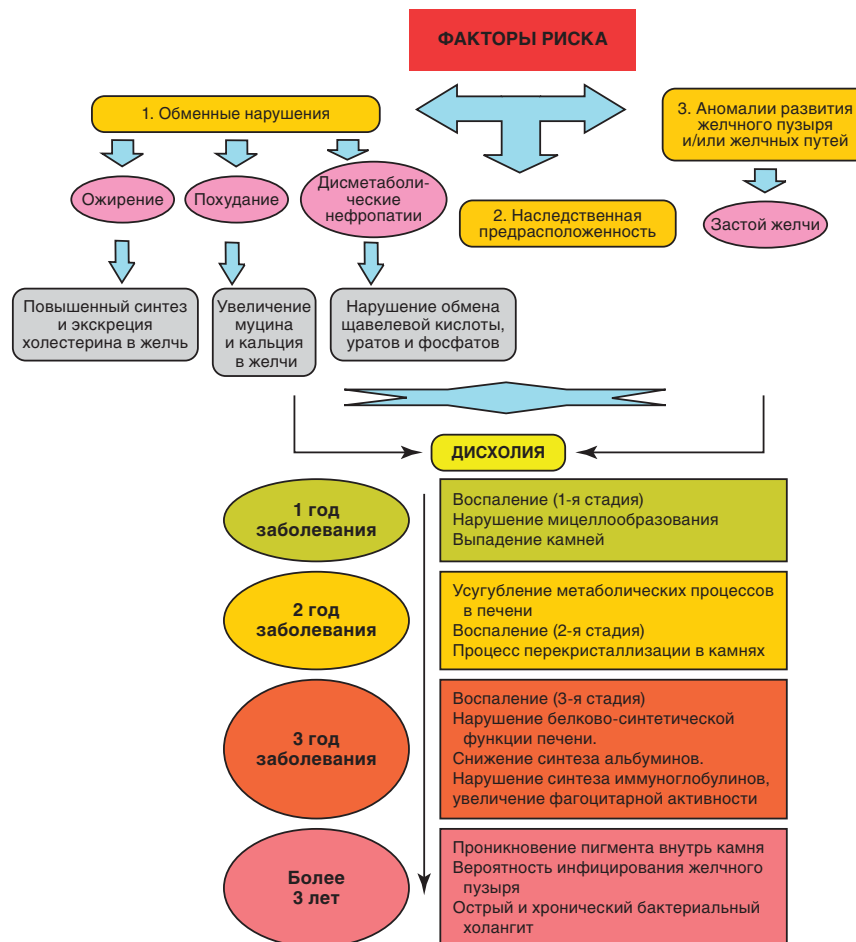 ФАКТОРЫ РИСКА
1. Обменные нарушения
3. Аномалии развития
желчного пузыря
и/или желчных путей
Ожирение
Похудание
Дисметаболи-
ческие
нефропатии
2. Наследственная
предрасположенность
Застой желчи
Повышенный синтез
и экскреция
холестерина в желчь
Увеличение
муцина
и кальция
в желчи
Нарушение обмена
щавелевой кислоты,
уратов и фосфатов
ДИСХОЛИЯ
1 год
заболевания
Воспаление (1-я стадия)
Нарушение мицеллообразования
Выпадение камней
2 год
заболевания
Усугубление метаболических процессов
в печени
Воспаление (2-я стадия)
Процесс перекристаллизации в камнях
3 год
заболевания
Воспаление (3-я стадия)
Нарушение белково-синтетической
функции печени.
Снижение синтеза альбуминов.
Нарушение синтеза иммуноглобулинов,
увеличение фагоцитарной активности
Более
3 лет
Проникновение пигмента внутрь камня
Вероятность инфицирования желчного
пузыря
Острый и хронический бактериальный
холангит